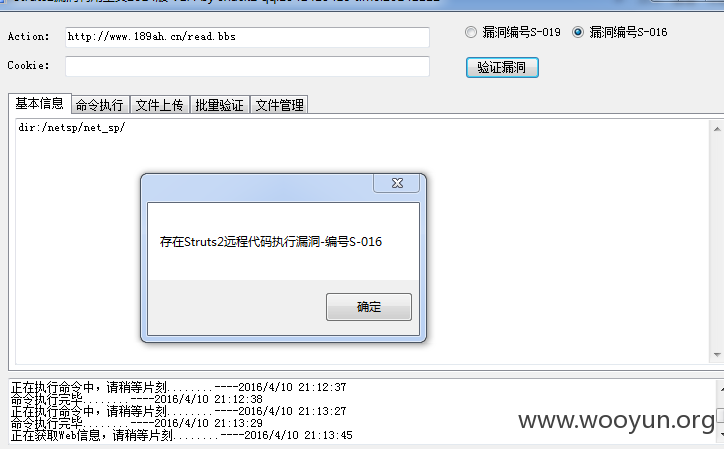 Action: http://www.189ah.cn/read.bbs 漏洞编号S-019 漏洞编号S-016
Cookie: 验证漏洞
基本信息 命令执行 文件上传 批量验证 文件管理
dir:/netsp/net_sp/
存在Struts2远程代码执行漏洞-编号S-016
确定
正在执行命令中，请稍等片刻........----2016/4/10 21:12:37
命令执行完毕........----2016/4/10 21:12:38
正在执行命令中，请稍等片刻........----2016/4/10 21:13:27
命令执行完毕........----2016/4/10 21:13:29
正在获取Web信息，请稍等片刻........----2016/4/10 21:13:45
www.wooyun.org